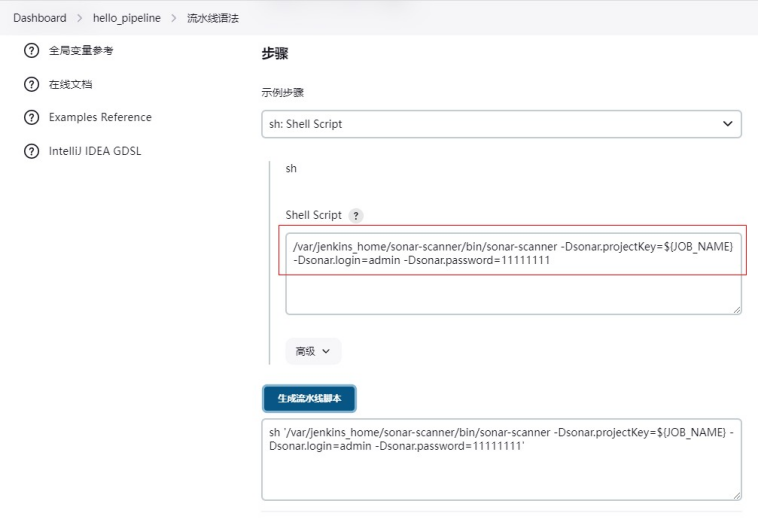 Dashboard > hello_pipeline > 流水线语法
全局变量参考
在线文档
Examples Reference
IntelliJ IDEA GDSL
步骤
示例步骤
sh: Shell Script
sh
Shell Script ?
/var/jenkins_home/sonar-scanner/bin/sonar-scanner -Dsonar.projectKey=${JOB_NAME}
-Dsonar.login=admin -Dsonar.password=11111111
高级
生成流水线脚本
sh '/var/jenkins_home/sonar-scanner/bin/sonar-scanner -Dsonar.projectKey=${JOB_NAME} -
Dsonar.login=admin -Dsonar.password=11111111'